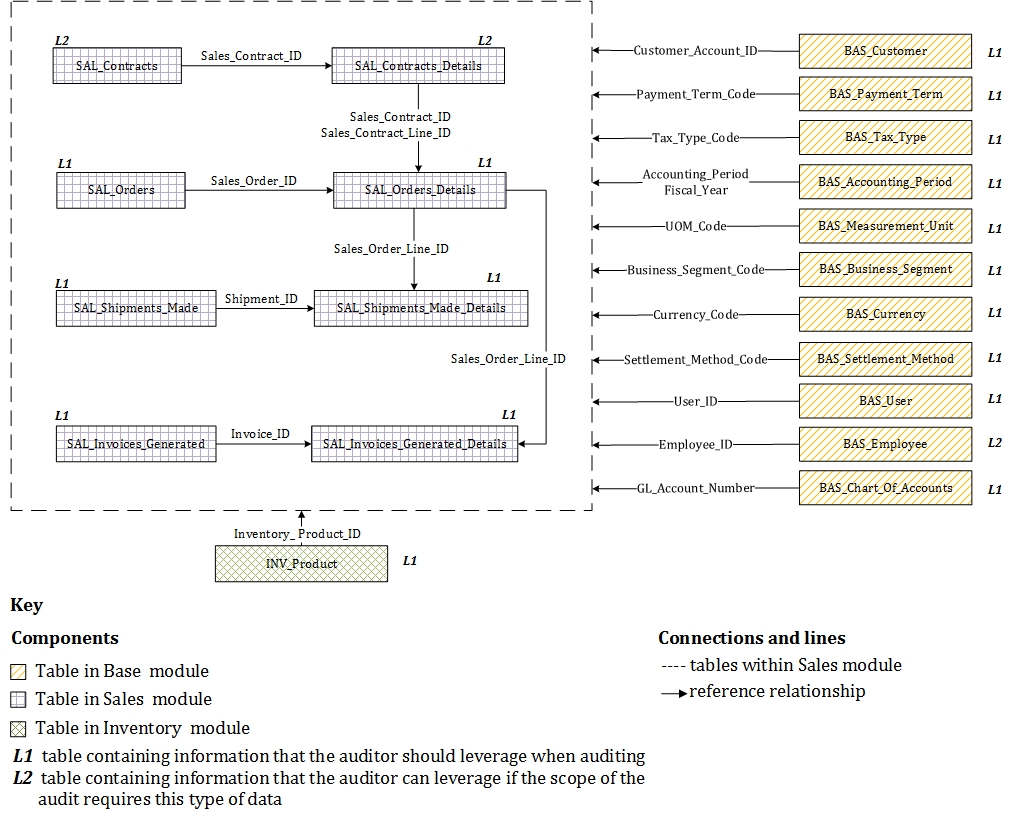 L2
L2
SAL_Contracts
Sales_Contract_ID
SAL_Contracts_Details
Sales_Contract_ID
Sales_Contract_Line_ID
L1
L1
SAL_Orders
Sales_Order_ID
SAL_Orders_Details
Sales_Order_Line_ID
L1
L1
SAL_Shipments_Made
Shipment_ID
SAL_Shipments_Made_Details
Sales_Order_Line_ID
L1
L1
SAL_Invoices_Generated
Invoice_ID
SAL_Invoices_Generated_Details
Customer_Account_ID
BAS_Customer
L1
Payment_Term_Code
BAS_Payment_Term
L1
Tax_Type_Code
BAS_Tax_Type
L1
Accounting_Period
Fiscal_Year
BAS_Accounting_Period
L1
UOM_Code
BAS_Measurement_Unit
L1
Business_Segment_Code
BAS_Business_Segment
L1
Currency_Code
BAS_Currency
L1
Settlement_Method_Code
BAS_Settlement_Method
L1
User_ID
BAS_User
L1
Employee_ID
BAS_Employee
L2
GL_Account_Number
BAS_Chart_Of_Accounts
L1
Inventory_ Product_ID
INV_Product
L1
Key
Components
Table in Base module
Table in Sales module
Table in Inventory module
L1 table containing information that the auditor should leverage when auditing
L2 table containing information that the auditor can leverage if the scope of the
audit requires this type of data
Connections and lines
---- tables within Sales module
reference relationship